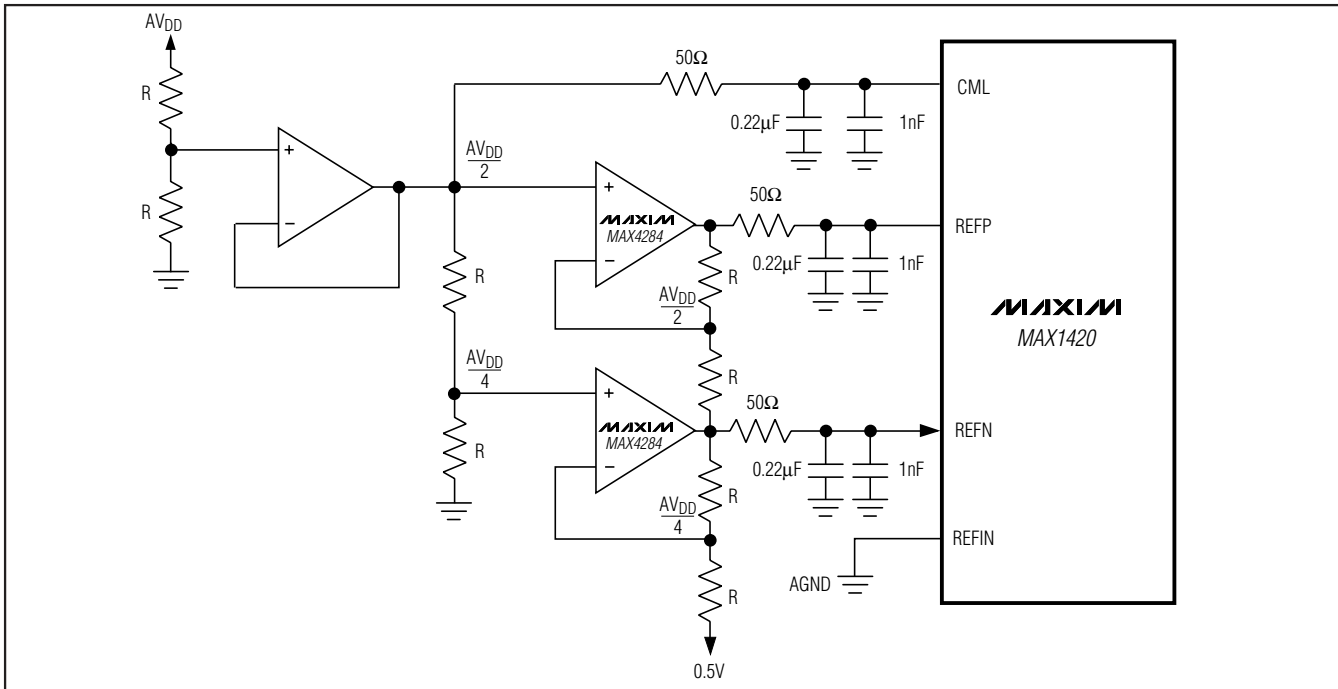 AVDD
R
R
+
−
AVDD
2
50Ω
0.22µF
1nF
CML
R
AVDD
4
R
+
MAXIM
MAX4284
−
50Ω
0.22µF
1nF
REFP
R
AVDD
2
R
+
MAXIM
MAX4284
−
50Ω
0.22µF
1nF
REFN
R
AVDD
4
R
0.5V
AGND
REFIN
MAXIM
MAX1420